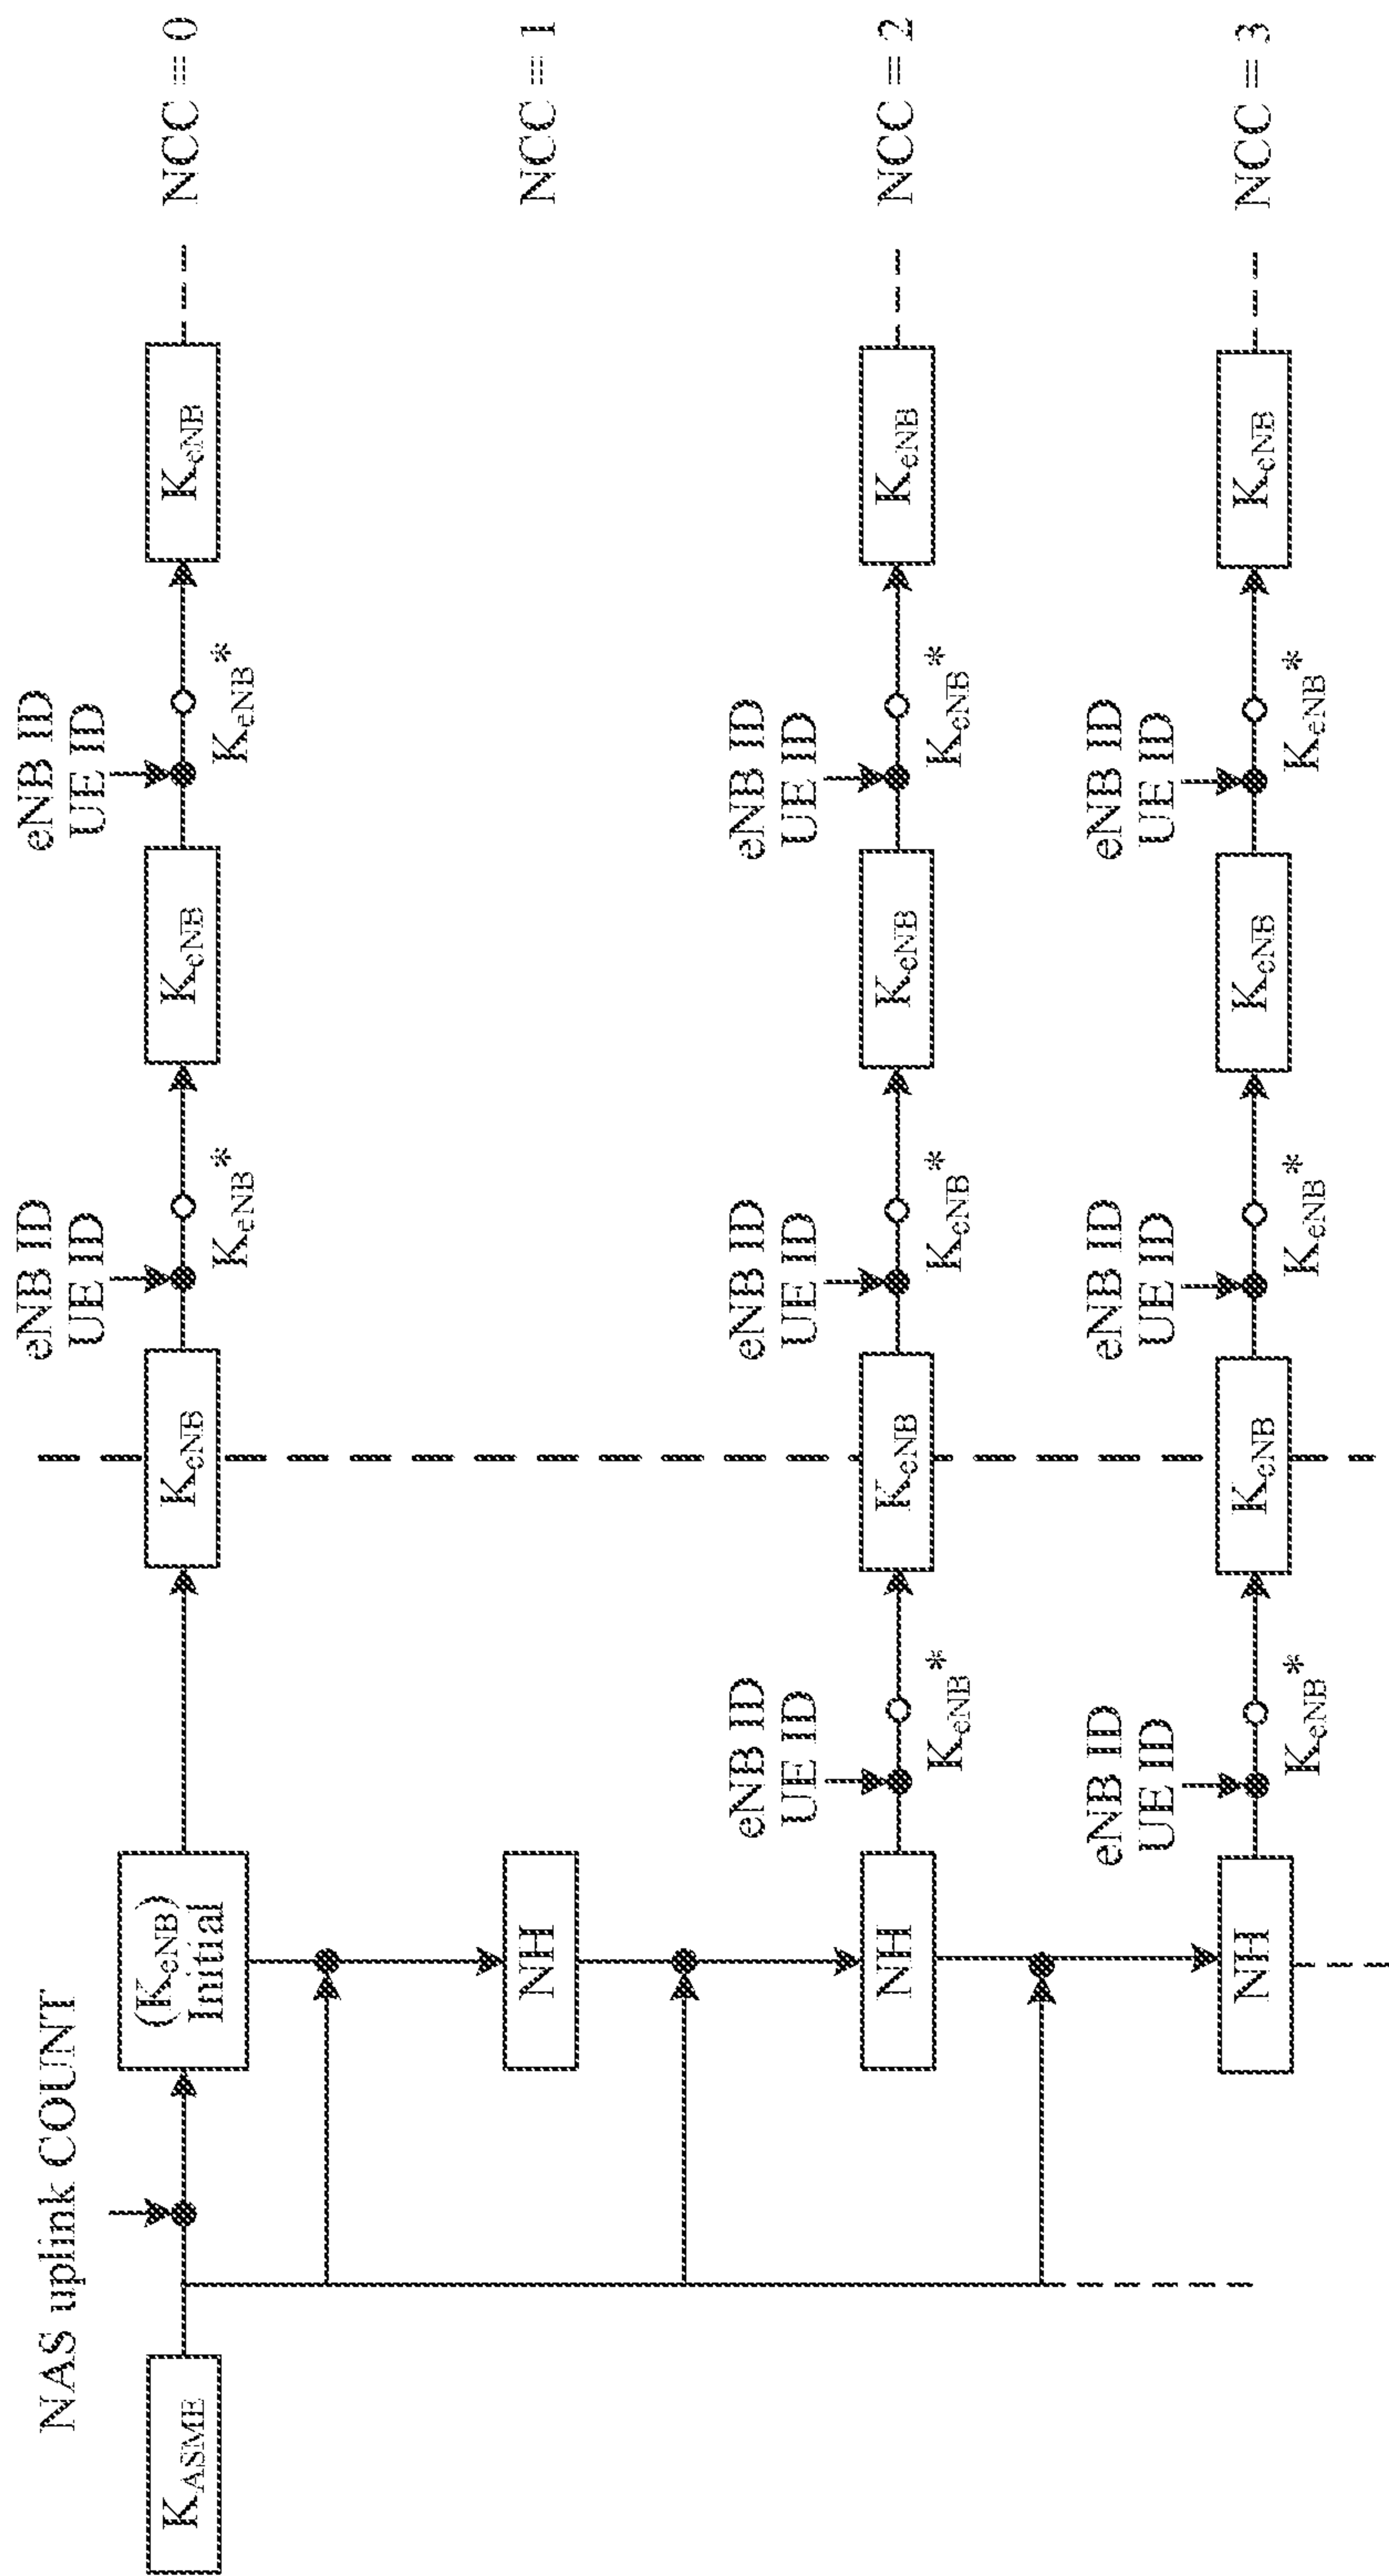 NAS uplink COUNT
K_ASME
(K_eNB)
Initial
K_eNB
eNB ID
UE ID
K_eNB*
K_eNB
eNB ID
UE ID
K_eNB*
K_eNB
NCC = 0
NH
NCC = 1
NH
eNB ID
UE ID
K_eNB*
K_eNB
eNB ID
UE ID
K_eNB*
K_eNB
eNB ID
UE ID
K_eNB*
K_eNB
NCC = 2
NH
eNB ID
UE ID
K_eNB*
K_eNB
eNB ID
UE ID
K_eNB*
K_eNB
eNB ID
UE ID
K_eNB*
K_eNB
NCC = 3